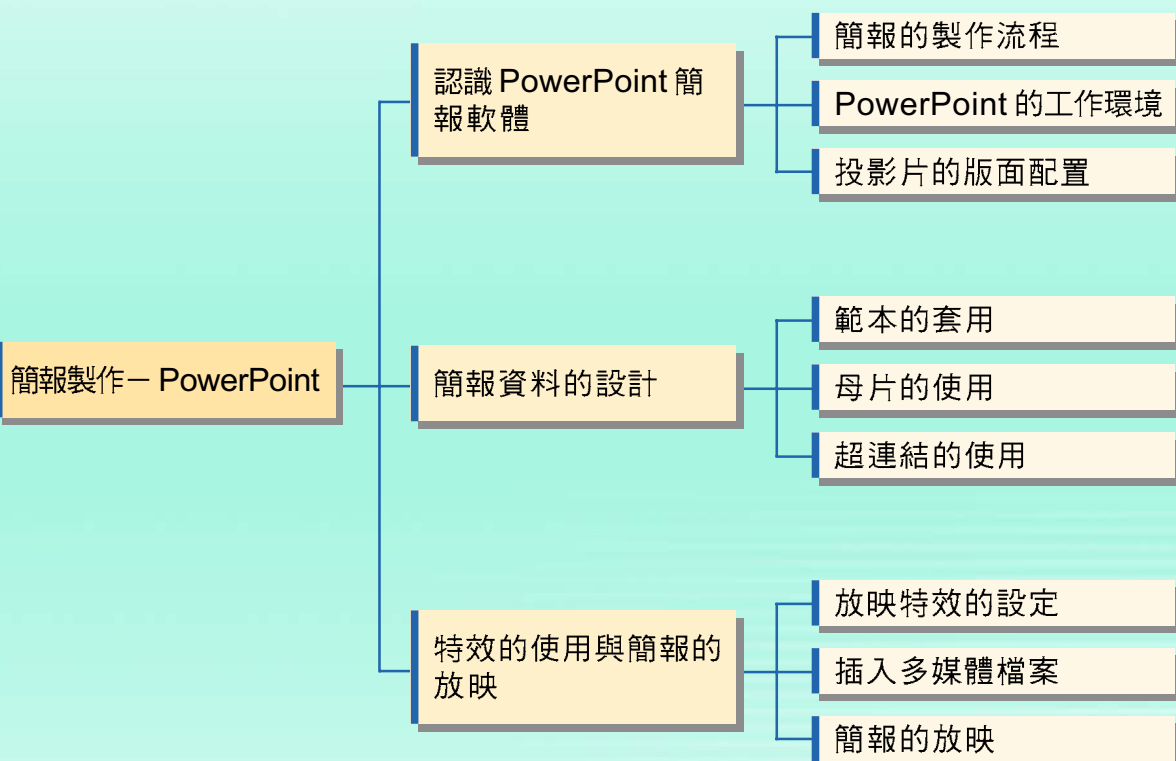 簡報製作－ PowerPoint
認識 PowerPoint 簡
報軟體
簡報的製作流程
PowerPoint 的工作環境
投影片的版面配置
簡報資料的設計
範本的套用
母片的使用
超連結的使用
特效的使用與簡報的
放映
放映特效的設定
插入多媒體檔案
簡報的放映